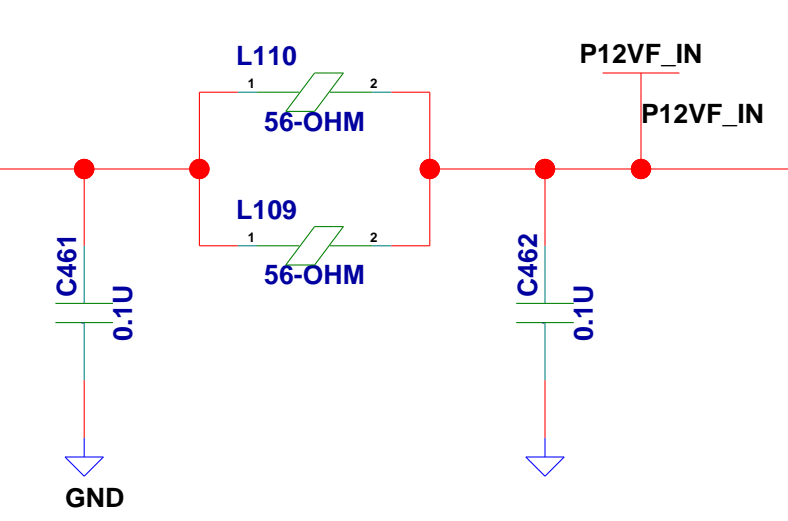 L110
P12VF_IN
1
2
56-OHM
P12VF_IN
L109
1
2
56-OHM
C461
0.1U
C462
0.1U
GND